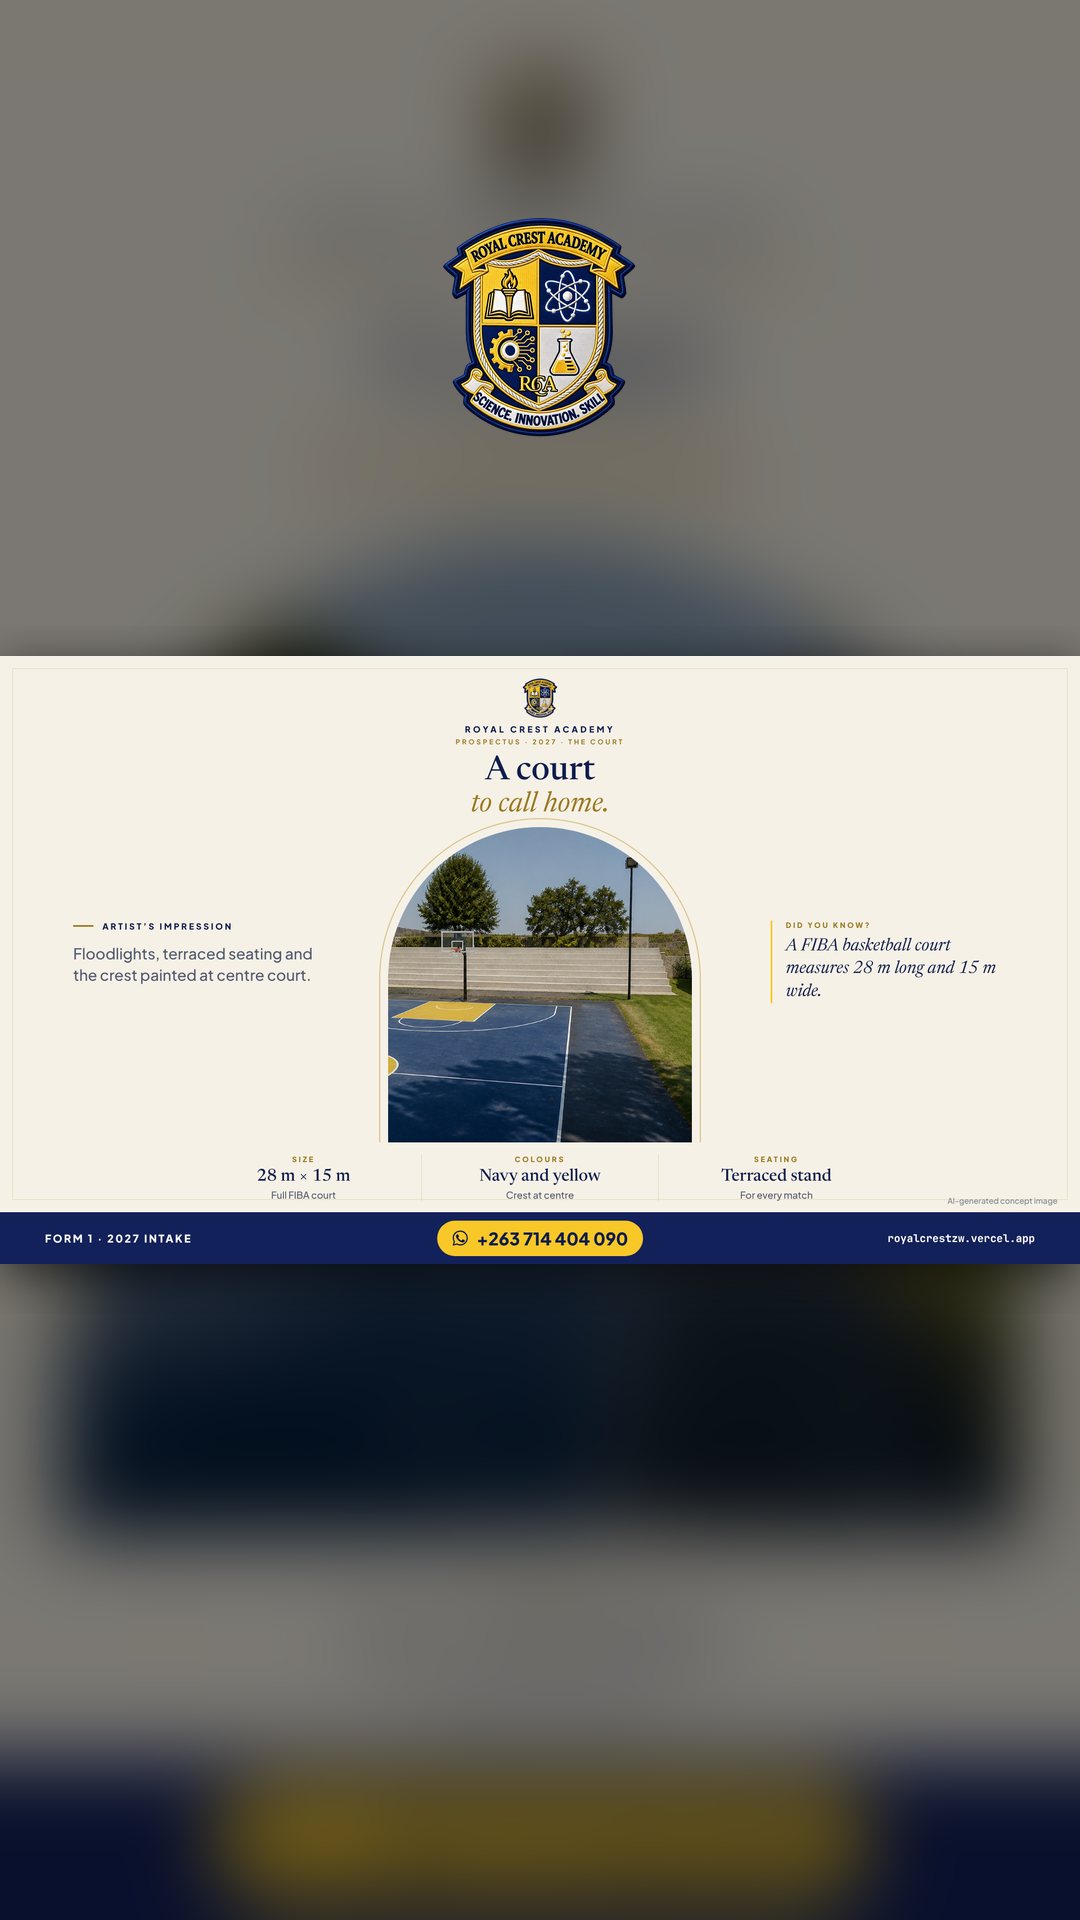 ROYAL CREST ACADEMY
RCA
SCIENCE. INNOVATION. SKILL
ROYAL CREST ACADEMY
PROSPECTUS · 2027 · THE COURT
A court
to call home.
ARTIST'S IMPRESSION
Floodlights, terraced seating and
the crest painted at centre court.
DID YOU KNOW?
A FIBA basketball court
measures 28 m long and 15 m
wide.
SIZE
28 m × 15 m
Full FIBA court
COLOURS
Navy and yellow
Crest at centre
SEATING
Terraced stand
For every match
AI-generated concept image
FORM 1 · 2027 INTAKE
+263 714 404 090
royalcrestzw.vercel.app